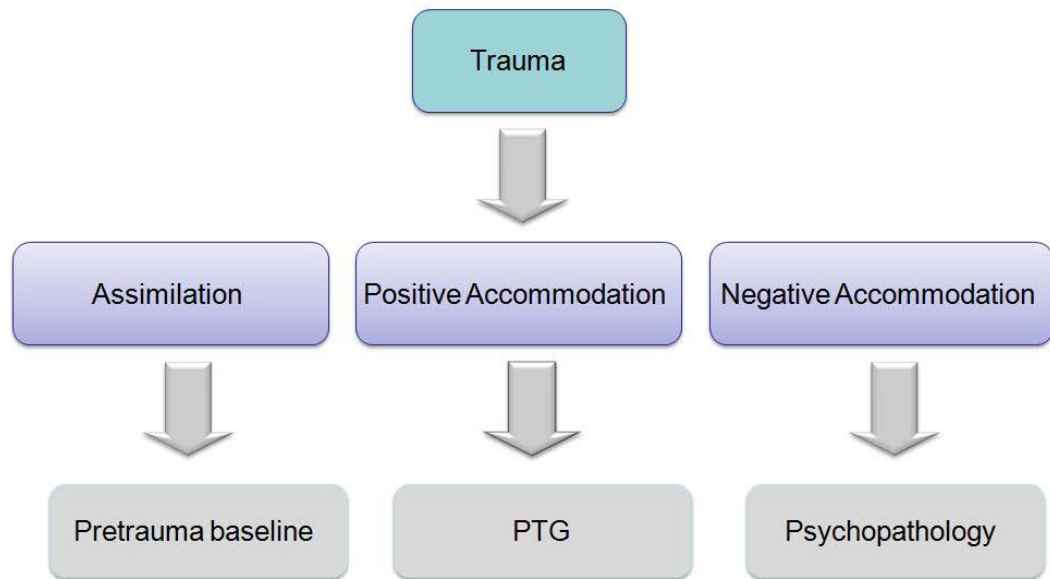 Trauma
Assimilation
Positive Accommodation
Negative Accommodation
Pretrauma baseline
PTG
Psychopathology